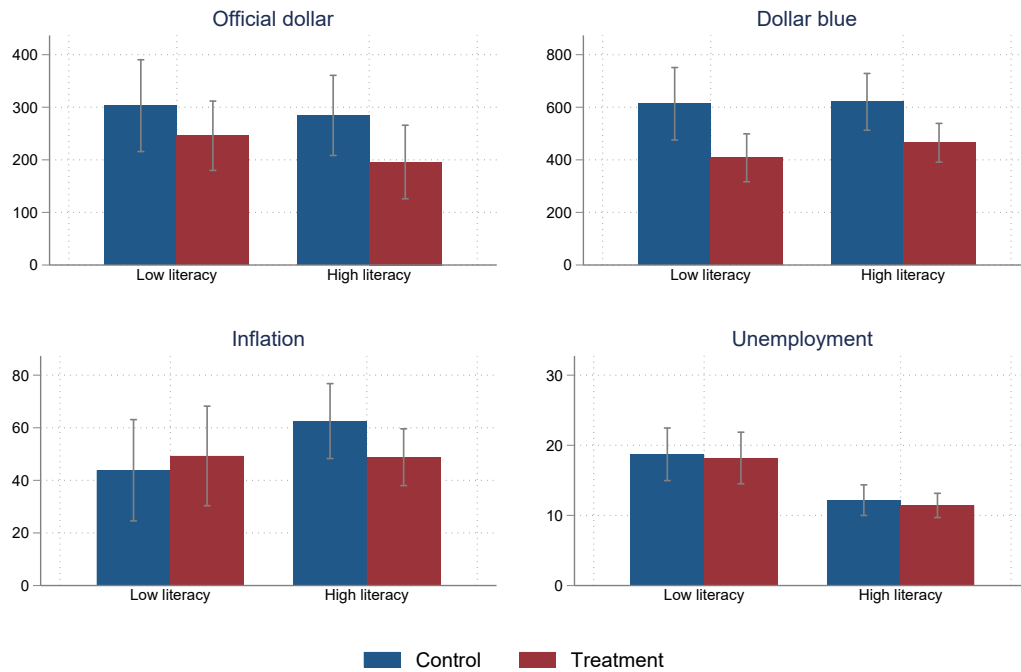 Official dollar
400
300
200
100
0
Low literacy High literacy
Dollar blue
800
600
400
200
0
Low literacy High literacy
Inflation
80
60
40
20
0
Low literacy High literacy
Unemployment
30
20
10
0
Low literacy High literacy
Control Treatment